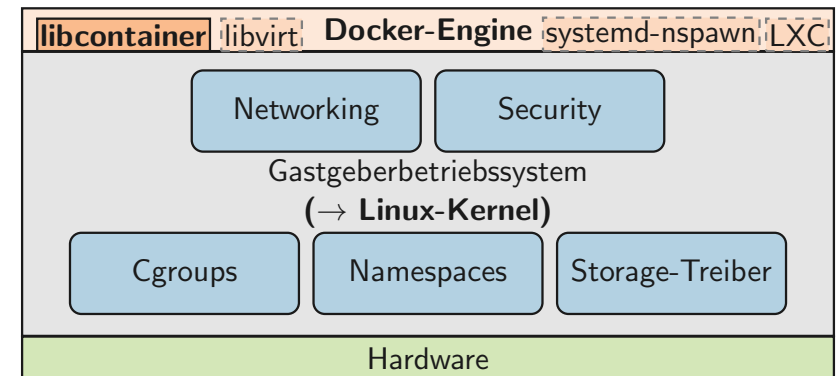 libcontainer libvirt Docker-Engine systemd-nspawn LXC
Networking Security
Gastgeberbetriebssystem
(→ Linux-Kernel)
Cgroups Namespaces Storage-Treiber
Hardware